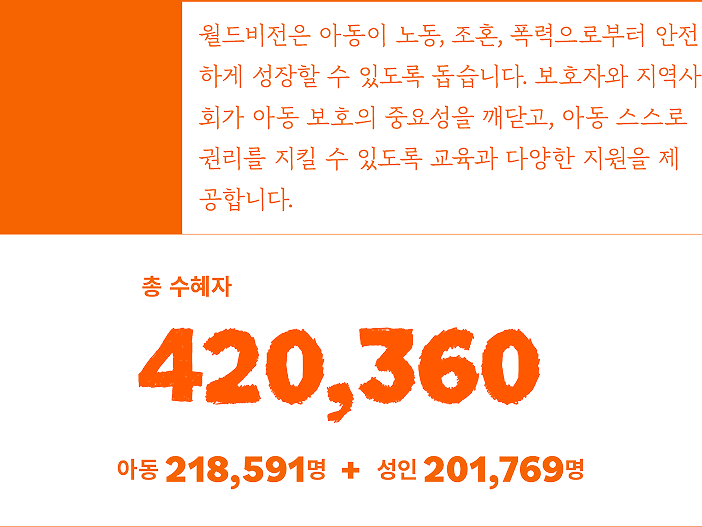 월드비전은 아동이 노동, 조혼, 폭력으로부터 안전
하게 성장할 수 있도록 돕습니다. 보호자와 지역사
회가 아동 보호의 중요성을 깨닫고, 아동 스스로
권리를 지킬 수 있도록 교육과 다양한 지원을 제
공합니다.
총 수혜자
420,360
아동 218,591명 + 성인 201,769명